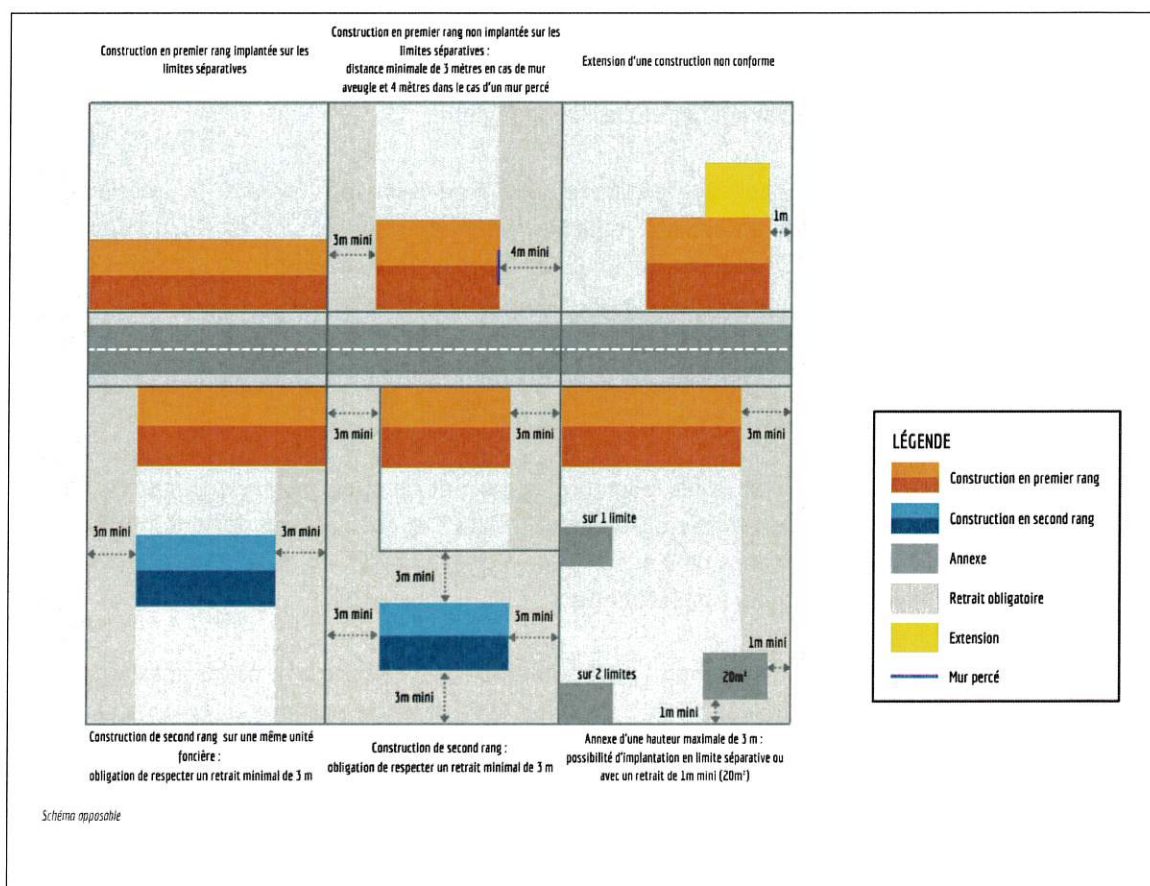 Construction en premier rang implantée sur les
limites séparatives
Construction en premier rang non implantée sur les
limites séparatives :
distance minimale de 3 mètres en cas de mur
aveugle et 4 mètres dans le cas d'un mur percé
Extension d'une construction non conforme
3m mini
4m mini
1m
3m mini
3m mini
3m mini
sur 1 limite
3m mini
3m mini
3m mini
3m mini
3m mini
3m mini
sur 2 limites
20m²
1m mini
1m mini
Construction de second rang sur une même unité
foncière :
obligation de respecter un retrait minimal de 3 m
Construction de second rang :
obligation de respecter un retrait minimal de 3 m
Annexe d'une hauteur maximale de 3 m :
possibilité d'implantation en limite séparative ou
avec un retrait de 1m mini (20m²)
LÉGENDE
Construction en premier rang
Construction en second rang
Annexe
Retrait obligatoire
Extension
Mur percé
Schéma opposable